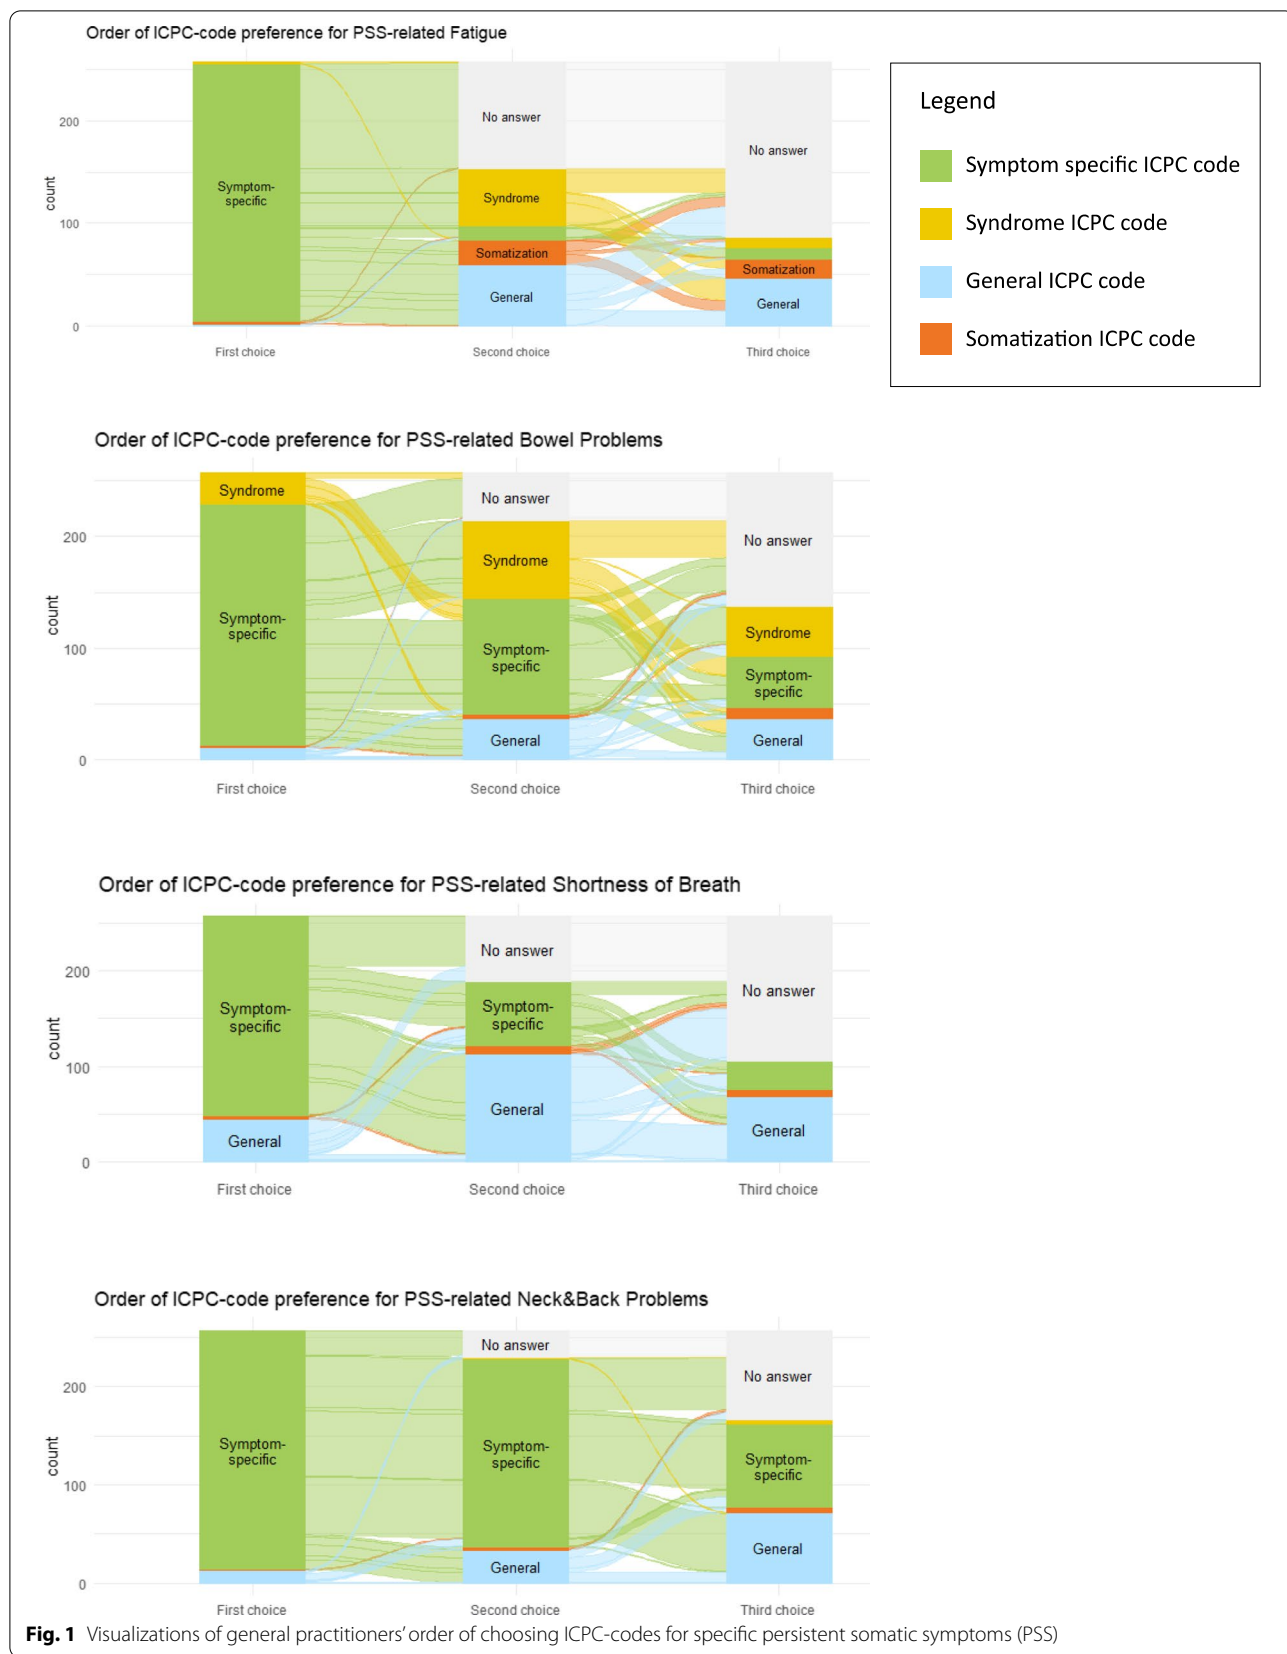 Order of ICPC-code preference for PSS-related Fatigue
200
100
0
count
Symptom-
specific
No answer
Syndrome
Somatization
General
No answer
Somatization
General
First choice
Second choice
Third choice
Legend
Symptom specific ICPC code
Syndrome ICPC code
General ICPC code
Somatization ICPC code
Order of ICPC-code preference for PSS-related Bowel Problems
200
100
0
count
Syndrome
Symptom-
specific
No answer
Syndrome
Symptom-
specific
General
No answer
Syndrome
Symptom-
specific
General
First choice
Second choice
Third choice
Order of ICPC-code preference for PSS-related Shortness of Breath
200
100
0
count
Symptom-
specific
General
No answer
Symptom-
specific
General
No answer
General
First choice
Second choice
Third choice
Order of ICPC-code preference for PSS-related Neck&Back Problems
200
100
0
count
Symptom-
specific
No answer
Symptom-
specific
General
No answer
Symptom-
specific
General
First choice
Second choice
Third choice
Fig. 1 Visualizations of general practitioners' order of choosing ICPC-codes for specific persistent somatic symptoms (PSS)